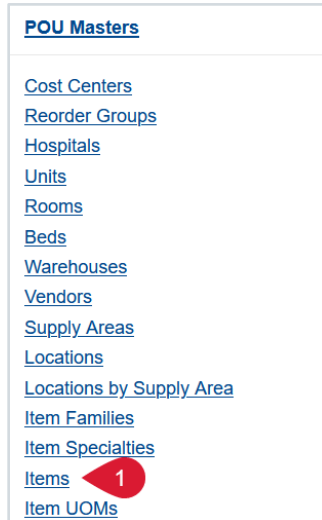 POU Masters
Cost Centers
Reorder Groups
Hospitals
Units
Rooms
Beds
Warehouses
Vendors
Supply Areas
Locations
Locations by Supply Area
Item Families
Item Specialties
Items 1
Item UOMs